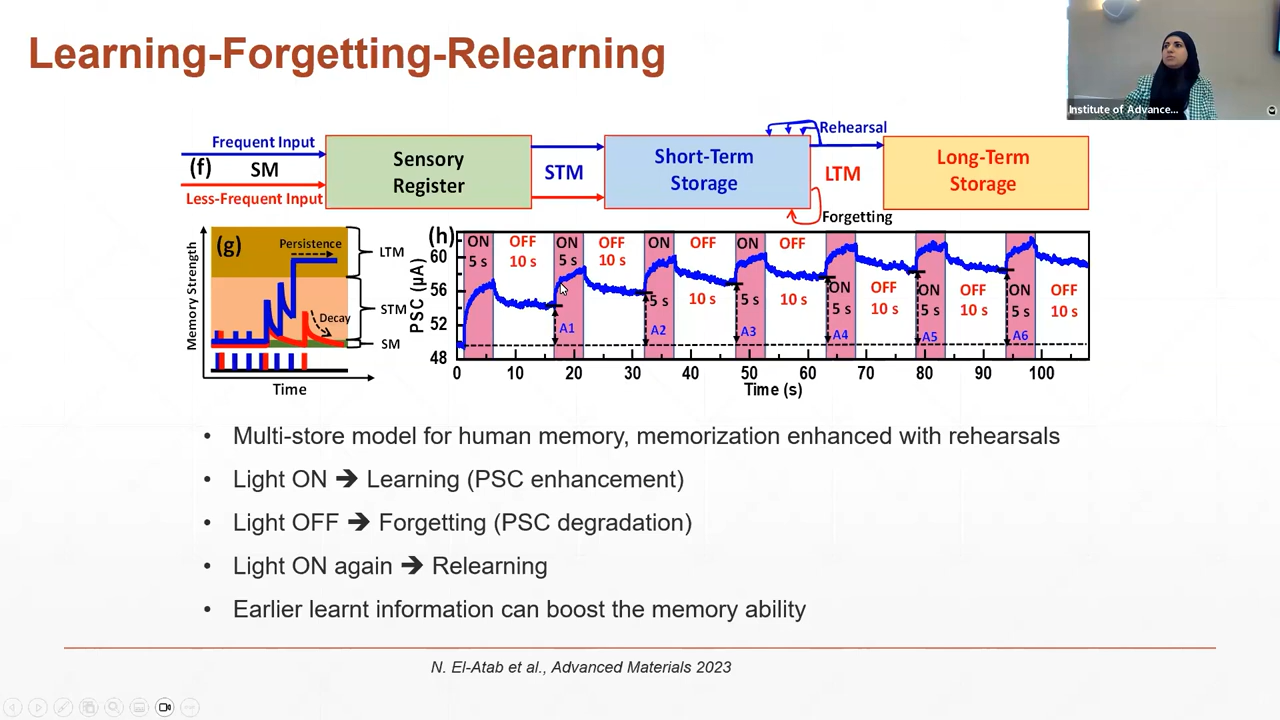 Learning-Forgetting-Relearning
Institute of Advance...
Frequent Input
(f)
SM
Less-Frequent Input
Sensory
Register
STM
Short-Term
Storage
Rehearsal
LTM
Forgetting
Long-Term
Storage
(g)
Persistence
Decay
LTM
STM
SM
Memory Strength
Time
(h)
PSC (μA)
60
56
52
48
ON
5 s
OFF
10 s
ON
5 s
OFF
10 s
ON
5 s
OFF
10 s
ON
5 s
OFF
10 s
ON
5 s
OFF
10 s
ON
5 s
OFF
10 s
ON
5 s
OFF
10 s
A1
A2
A3
A4
A5
A6
0 10 20 30 40 50 60 70 80 90 100
Time (s)
• Multi-store model for human memory, memorization enhanced with rehearsals
• Light ON ➔ Learning (PSC enhancement)
• Light OFF ➔ Forgetting (PSC degradation)
• Light ON again ➔ Relearning
• Earlier learnt information can boost the memory ability
N. El-Atab et al., Advanced Materials 2023